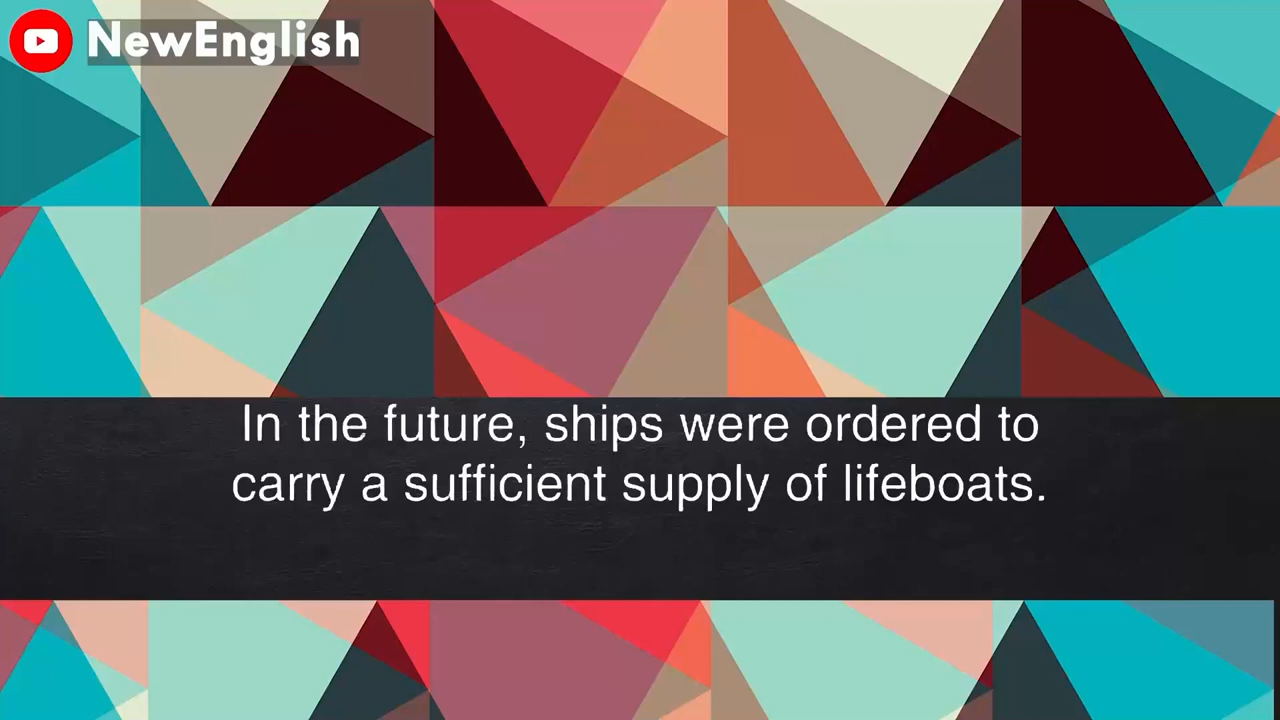 NewEnglish
In the future, ships were ordered to
carry a sufficient supply of lifeboats.